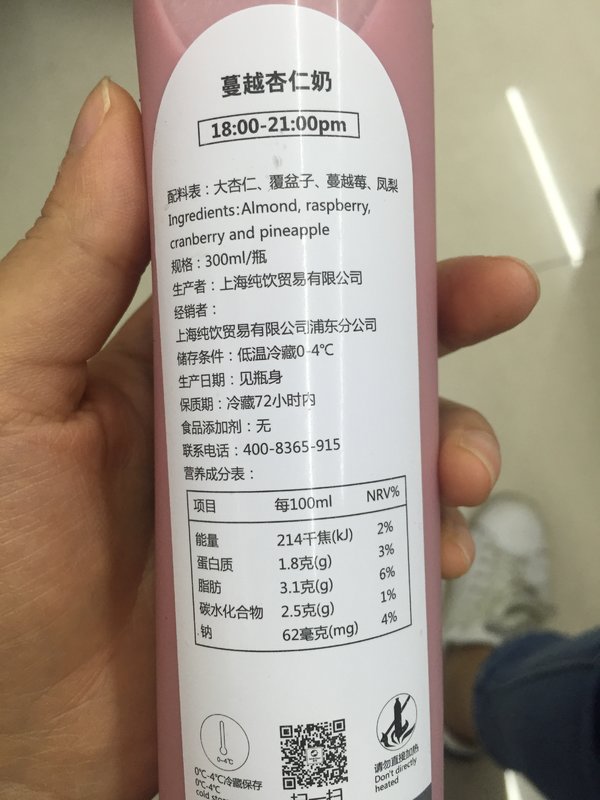 蔓越杏仁奶
18:00-21:00pm
配料表：大杏仁、覆盆子、蔓越莓、凤梨
Ingredients:Almond, raspberry,
cranberry and pineapple
规格：300ml/瓶
生产者：上海纯饮贸易有限公司
经销者：
上海纯饮贸易有限公司浦东分公司
储存条件：低温冷藏0-4℃
生产日期：见瓶身
保质期：冷藏72小时内
食品添加剂：无
联系电话：400-8365-915
营养成分表：
项目 每100ml NRV%
能量 214千焦(kJ) 2%
蛋白质 1.8克(g) 3%
脂肪 3.1克(g) 6%
碳水化合物 2.5克(g) 1%
钠 62毫克(mg) 4%
0-4℃
0℃-4℃冷藏保存
0℃-4℃
扫一扫
请勿直接加热
Don't directly
heated